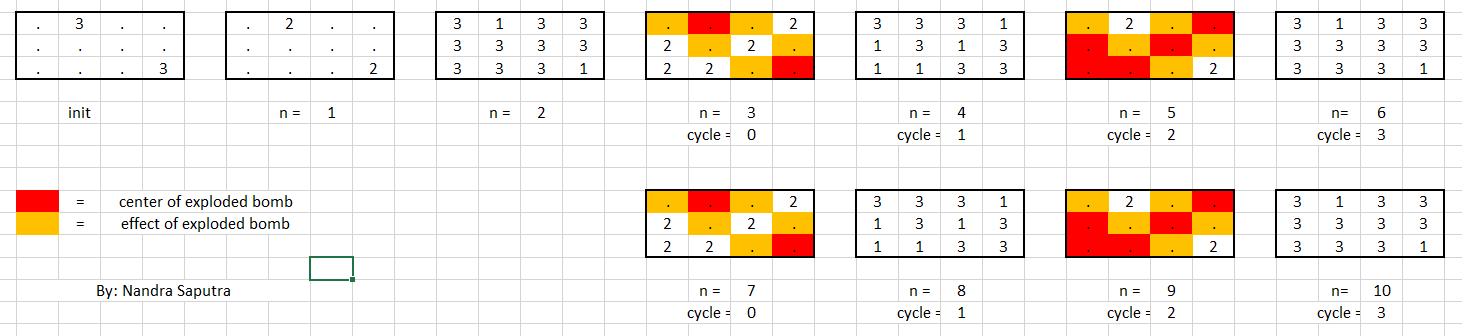 . 3 . . . 2 . . 3 1 3 3 . . . 2 3 3 3 1 . 2 . . 3 1 3 3
. . . . . . . . 3 3 3 3 2 . 2 . 1 3 1 3 . . . . 3 3 3 3
. . . 3 . . . 2 3 3 3 1 2 2 . . 1 1 3 3 . . . 2 3 3 3 1
init n = 1 n = 2 n = 3 n = 4 n = 5 n= 6
cycle = 0 cycle = 1 cycle = 2 cycle = 3
. . . 2 3 3 3 1 . 2 . . 3 1 3 3
2 . 2 . 1 3 1 3 . . . . 3 3 3 3
2 2 . . 1 1 3 3 . . . 2 3 3 3 1
= center of exploded bomb
= effect of exploded bomb
By: Nandra Saputra n = 7 n = 8 n = 9 n= 10
cycle = 0 cycle = 1 cycle = 2 cycle = 3